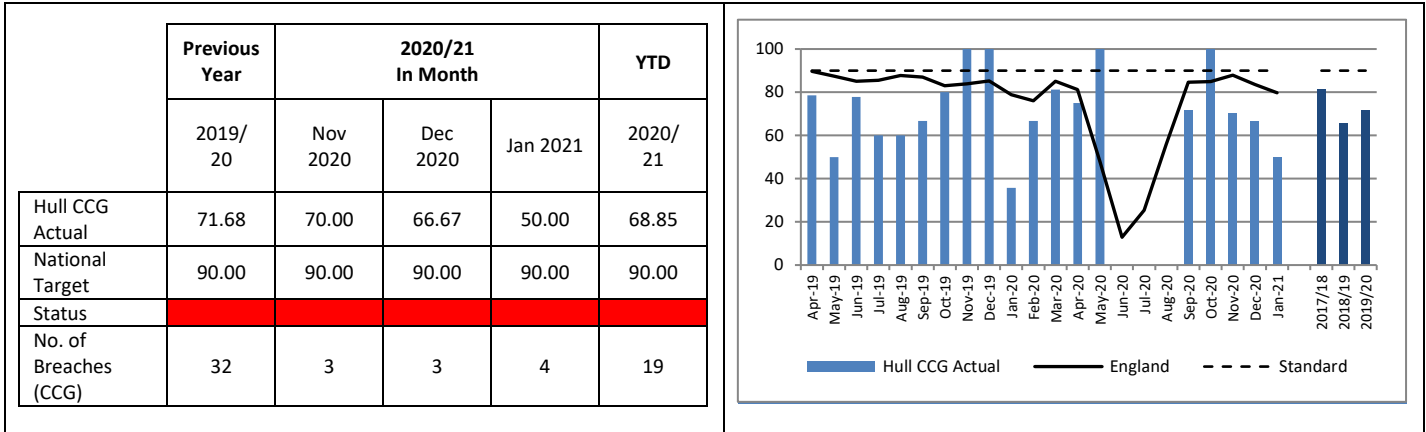 Previous Year
2020/21 In Month
YTD
2019/ 20
Nov 2020
Dec 2020
Jan 2021
2020/ 21
Hull CCG Actual
71.68
70.00
66.67
50.00
68.85
National Target
90.00
90.00
90.00
90.00
90.00
Status
No. of Breaches (CCG)
32
3
3
4
19
100
80
60
40
20
0
Apr-19
May-19
Jun-19
Jul-19
Aug-19
Sep-19
Oct-19
Nov-19
Dec-19
Jan-20
Feb-20
Mar-20
Apr-20
May-20
Jun-20
Jul-20
Aug-20
Sep-20
Oct-20
Nov-20
Dec-20
Jan-21
2017/18
2018/19
2019/20
Hull CCG Actual
England
Standard